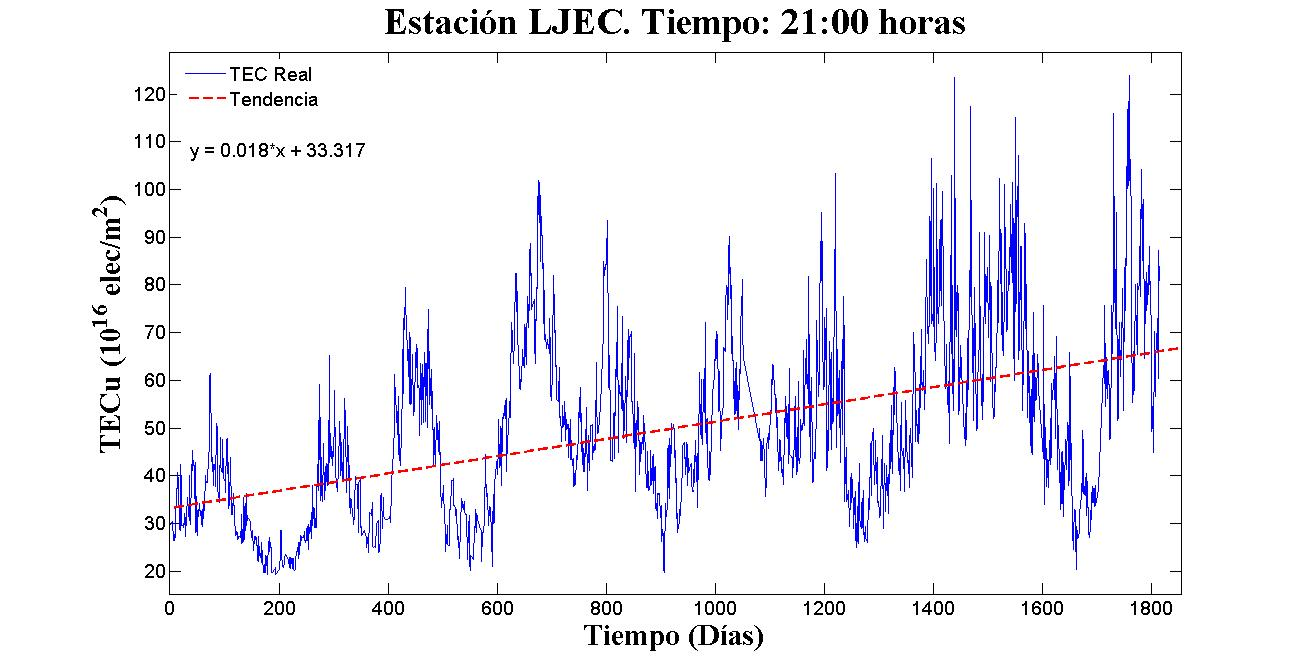 Estación LJEC. Tiempo: 21:00 horas
TEC Real
Tendencia
y = 0.018*x + 33.317
TECu (10^16 elec/m^2)
120
110
100
90
80
70
60
50
40
30
20
0 200 400 600 800 1000 1200 1400 1600 1800
Tiempo (Días)